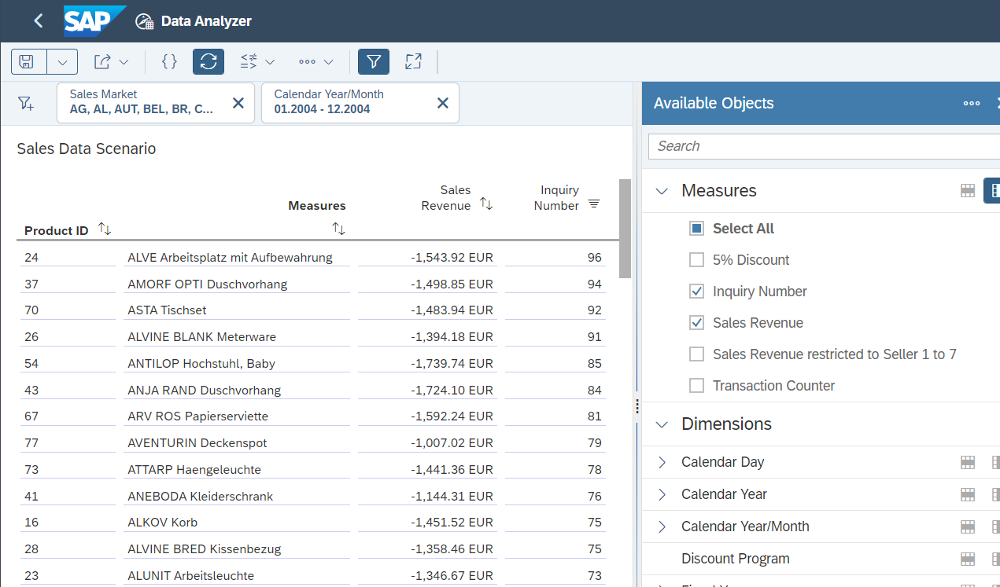 SAP Data Analyzer
Sales Market
AG, AL, AUT, BEL, BR, C...
Calendar Year/Month
01.2004 - 12.2004
Sales Data Scenario
Product ID Measures Sales Revenue Inquiry Number
24 ALVE Arbeitsplatz mit Aufbewahrung -1,543.92 EUR 96
37 AMORF OPTI Duschvorhang -1,498.85 EUR 94
70 ASTA Tischset -1,483.94 EUR 92
26 ALVINE BLANK Meterware -1,394.18 EUR 91
54 ANTILOP Hochstuhl, Baby -1,739.74 EUR 85
43 ANJA RAND Duschvorhang -1,724.10 EUR 84
67 ARV ROS Papierserviette -1,592.24 EUR 81
77 AVENTURIN Deckenspot -1,007.02 EUR 79
73 ATTARP Haengeleuchte -1,441.36 EUR 78
41 ANEBODA Kleiderschrank -1,144.31 EUR 76
16 ALKOV Korb -1,451.52 EUR 75
28 ALVINE BRED Kissenbezug -1,358.46 EUR 75
23 ALUNIT Arbeitsleuchte -1,346.67 EUR 73
Available Objects
Search
Measures
Select All
5% Discount
Inquiry Number
Sales Revenue
Sales Revenue restricted to Seller 1 to 7
Transaction Counter
Dimensions
Calendar Day
Calendar Year
Calendar Year/Month
Discount Program